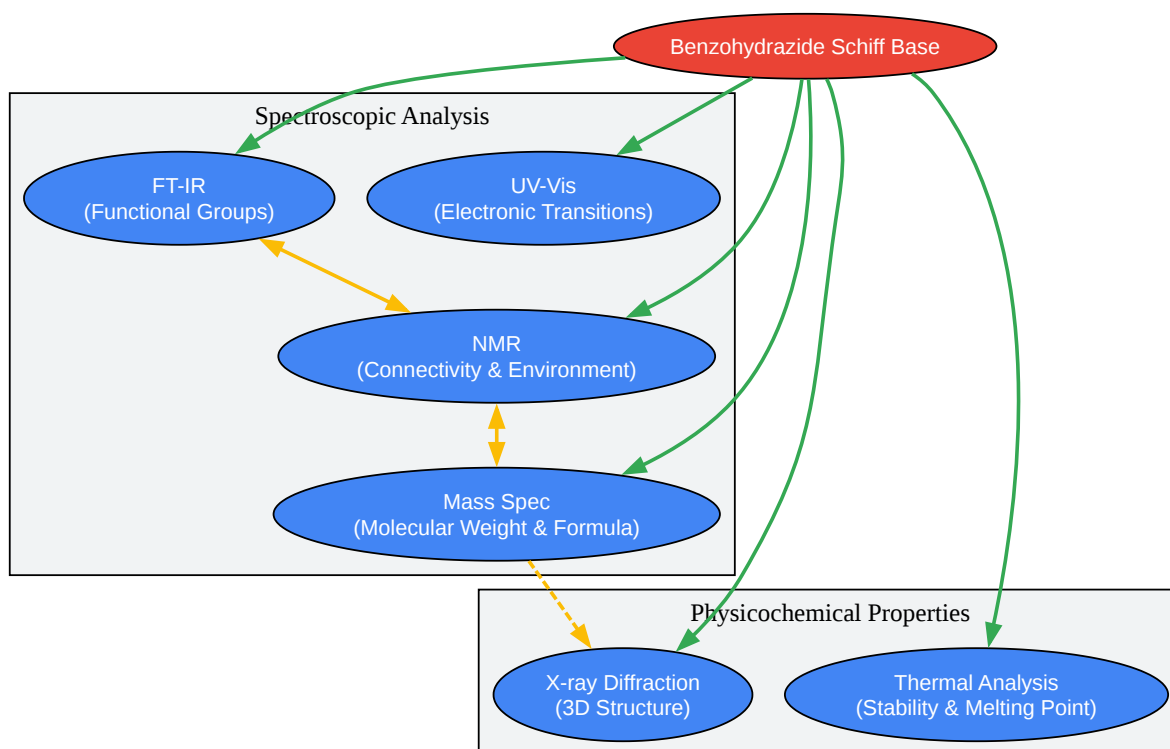 Benzohydrazide Schiff Base
Spectroscopic Analysis
FT-IR
(Functional Groups)
UV-Vis
(Electronic Transitions)
NMR
(Connectivity & Environment)
Mass Spec
(Molecular Weight & Formula)
Physicochemical Properties
X-ray Diffraction
(3D Structure)
Thermal Analysis
(Stability & Melting Point)